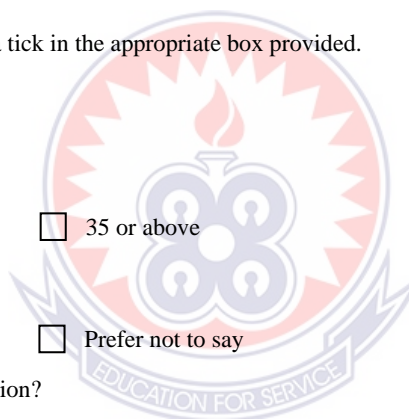 tick in the appropriate box provided.
35 or above
Prefer not to say
EDUCATION FOR SERVICE
ion?